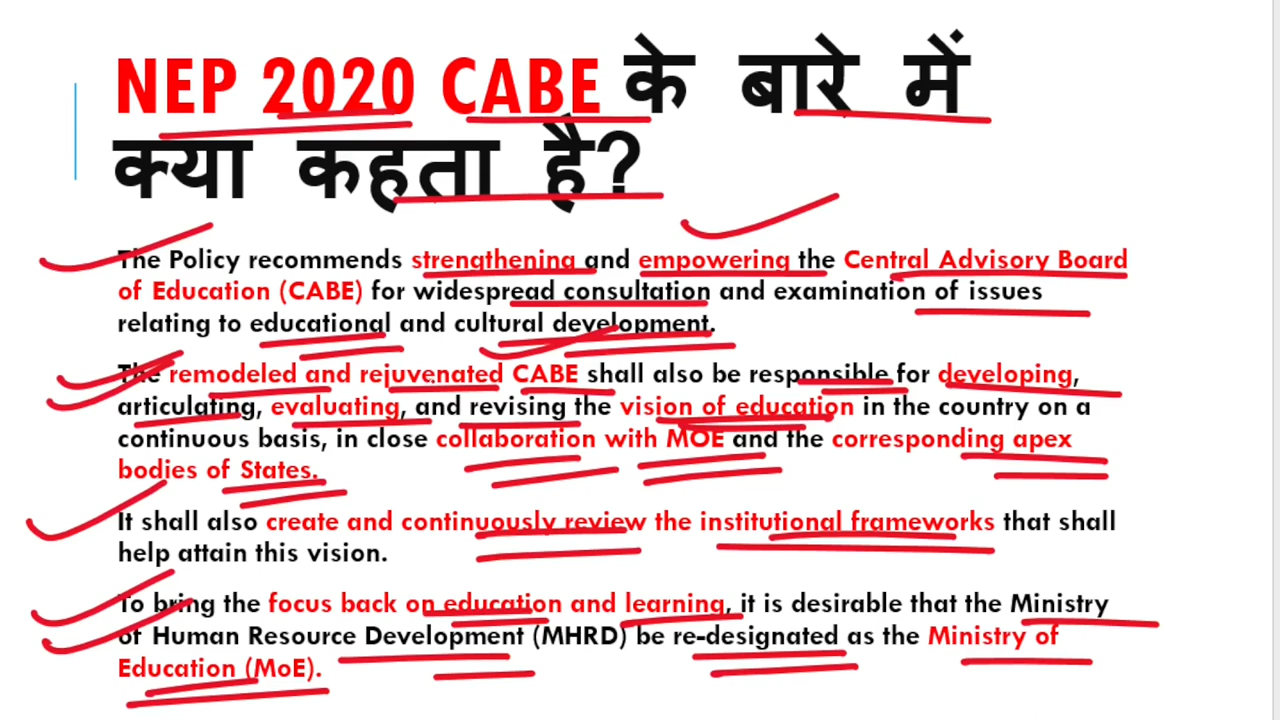 NEP 2020 CABE के बारे में
क्या कहता है?
The Policy recommends strengthening and empowering the Central Advisory Board
of Education (CABE) for widespread consultation and examination of issues
relating to educational and cultural development.
The remodeled and rejuvenated CABE shall also be responsible for developing,
articulating, evaluating, and revising the vision of education in the country on a
continuous basis, in close collaboration with MOE and the corresponding apex
bodies of States.
It shall also create and continuously review the institutional frameworks that shall
help attain this vision.
To bring the focus back on education and learning, it is desirable that the Ministry
of Human Resource Development (MHRD) be re-designated as the Ministry of
Education (MoE).